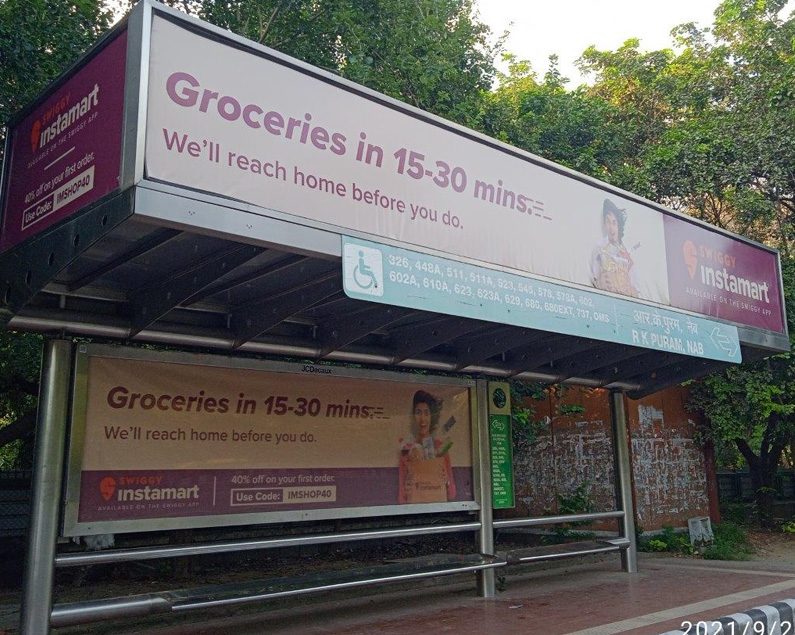 SWIGGY
instamart
AVAILABLE ON THE SWIGGY APP
40% off on your first order.
Use Code: IMSHOP40
Groceries in 15-30 mins.
We'll reach home before you do.
SWIGGY
instamart
AVAILABLE ON THE SWIGGY APP
326, 448A, 511, 511A, 523, 545, 578, 578A, 602,
602A, 610A, 623, 623A, 629, 680, 680EXT, 737, OMS
आर.के.पुरम, नेब
R K PURAM, NAB
JCDecaux
Groceries in 15-30 mins.
We'll reach home before you do.
SWIGGY
instamart
AVAILABLE ON THE SWIGGY APP
40% off on your first order.
Use Code: IMSHOP40
instamart
2021/9/2